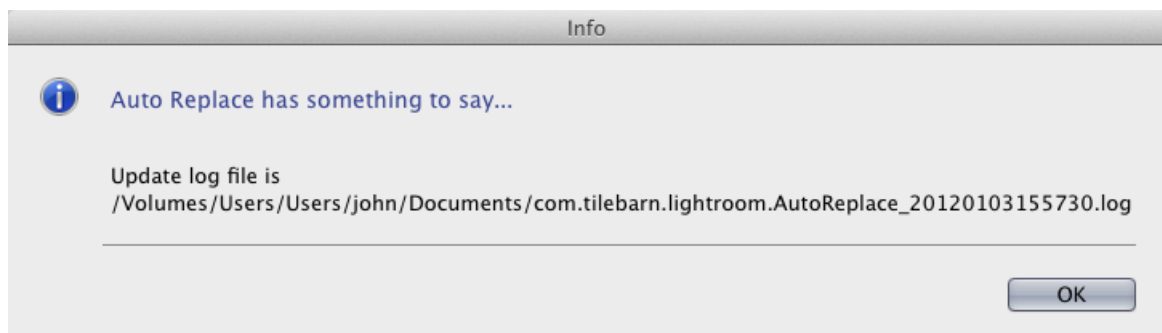 Info
Auto Replace has something to say...
Update log file is
/Volumes/Users/Users/john/Documents/com.tilebarn.lightroom.AutoReplace_20120103155730.log
OK